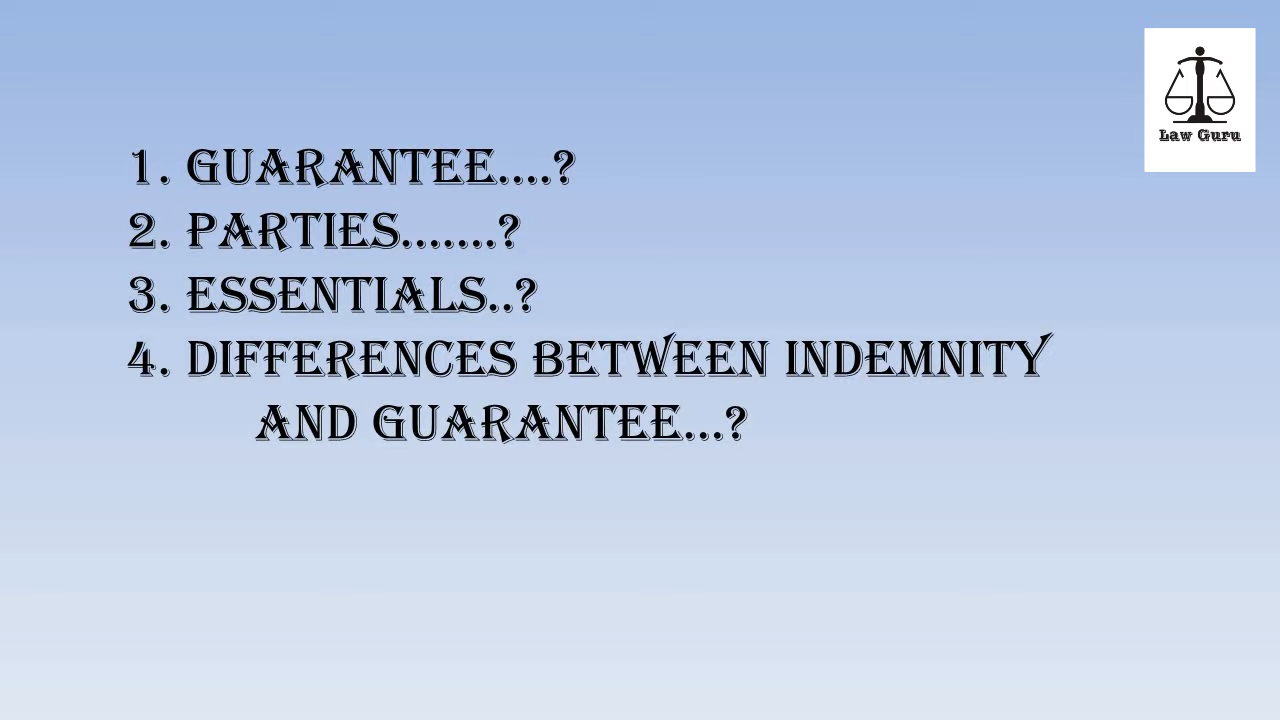 Law Guru
1. GUARANTEE....?
2. PARTIES.......?
3. ESSENTIALS..?
4. DIFFERENCES BETWEEN INDEMNITY
AND GUARANTEE...?